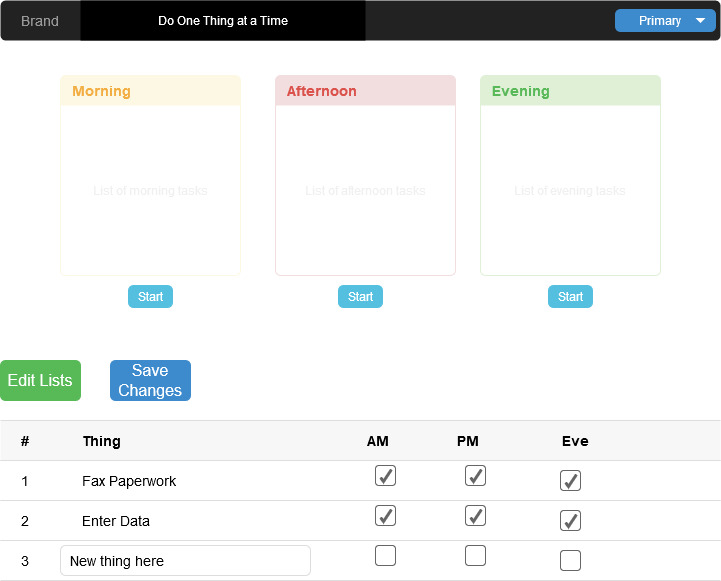 Brand Do One Thing at a Time Primary
Morning Afternoon Evening
List of morning tasks List of afternoon tasks List of evening tasks
Start Start Start
Edit Lists
Save
Changes
# Thing AM PM Eve
1 Fax Paperwork
2 Enter Data
3 New thing here